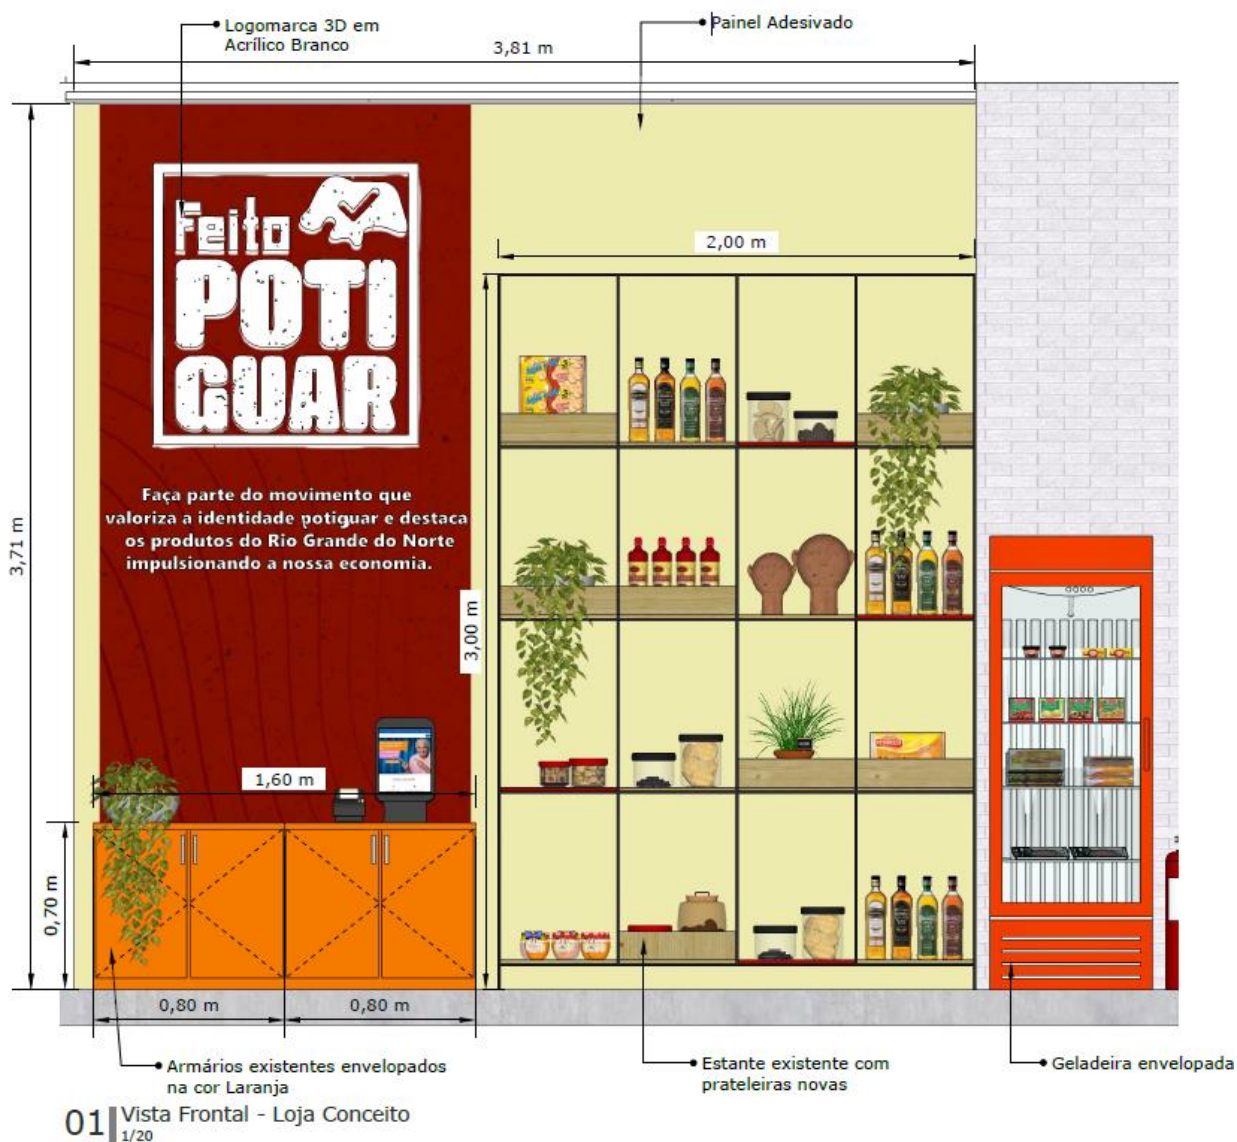 Logomarca 3D em
Acrílico Branco
Painel Adesivado
3,81 m
Feito
POTI
GUAR
2,00 m
Faça parte do movimento que
valoriza a identidade potiguar e destaca
os produtos do Rio Grande do Norte
impulsionando a nossa economia.
3,71 m
3,00 m
1,60 m
0,70 m
0,80 m
0,80 m
Armários existentes envelopados
na cor Laranja
Estante existente com
prateleiras novas
Geladeira envelopada
01 Vista Frontal - Loja Conceito
1/20